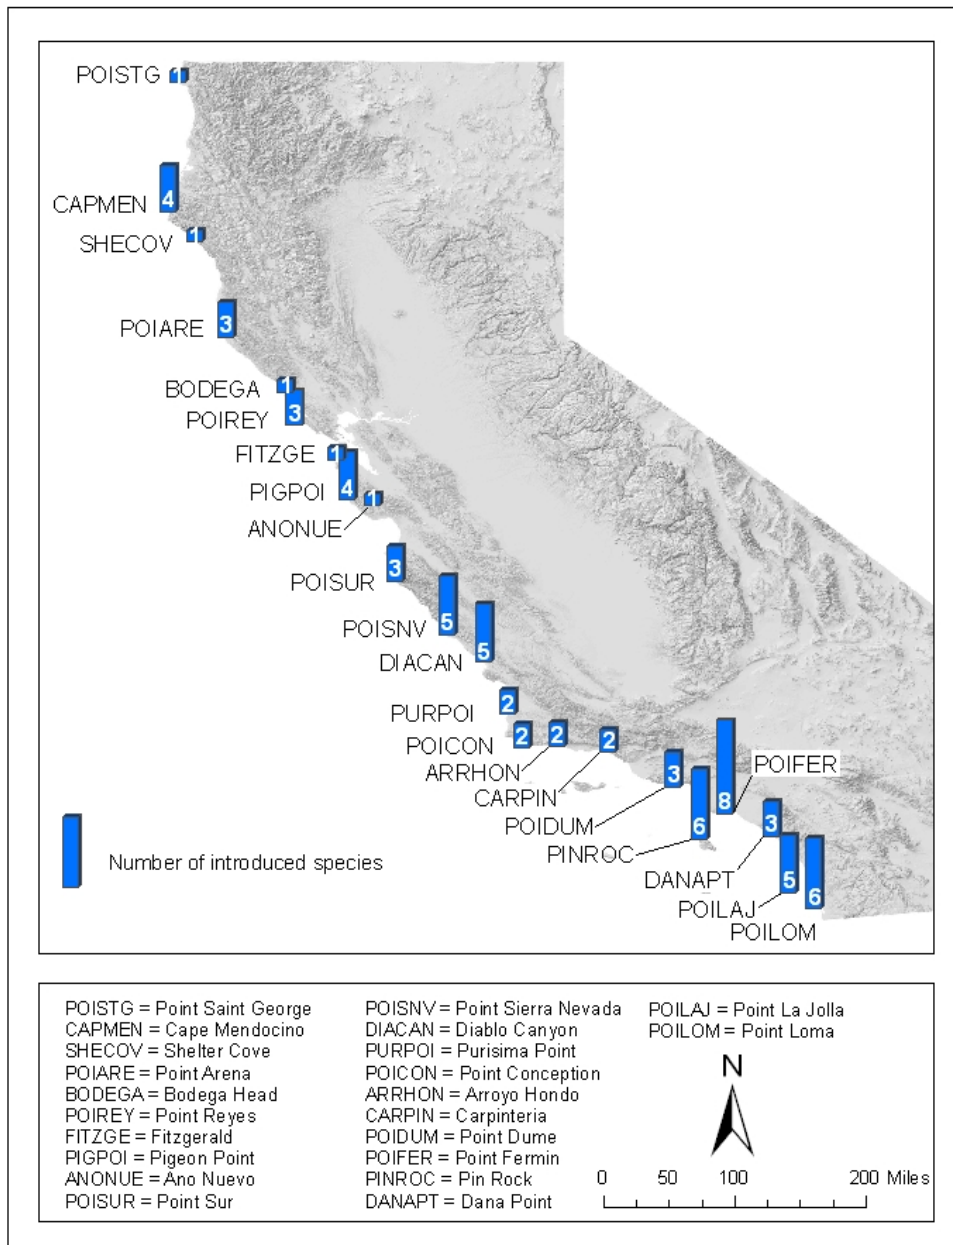 POISTG
1
4
CAPMEN
1
SHECOV
3
POIARE
1
BODEGA
3
POIREY
FITZGE
1
4
PIGPOI
1
ANONUE
3
POISUR
5
POISNV
5
DIACAN
2
PURPOI
2
POICON
2
ARRHON
2
CARPIN
3
POIDUM
POIFER
8
6
PINROC
3
DANAPT
5
POILAJ
6
POILOM
Number of introduced species
POISTG = Point Saint George
CAPMEN = Cape Mendocino
SHECOV = Shelter Cove
POIARE = Point Arena
BODEGA = Bodega Head
POIREY = Point Reyes
FITZGE = Fitzgerald
PIGPOI = Pigeon Point
ANONUE = Ano Nuevo
POISUR = Point Sur
POISNV = Point Sierra Nevada
DIACAN = Diablo Canyon
PURPOI = Purisima Point
POICON = Point Conception
ARRHON = Arroyo Hondo
CARPIN = Carpinteria
POIDUM = Point Dume
POIFER = Point Fermin
PINROC = Pin Rock
DANAPT = Dana Point
POILAJ = Point La Jolla
POILOM = Point Loma
N
0 50 100 200 Miles